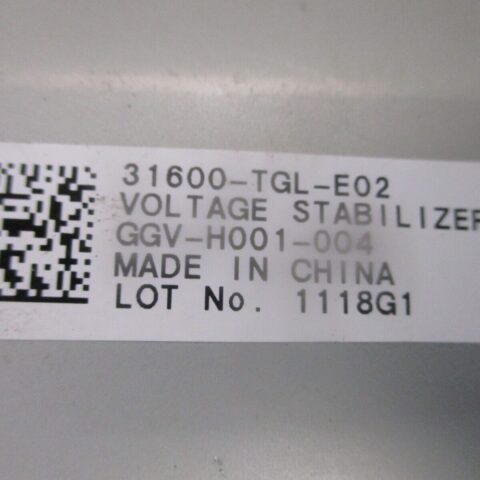 31600-TGL-E02
VOLTAGE STABILIZER
GGV-H001-004
MADE IN CHINA
LOT No. 1118G1